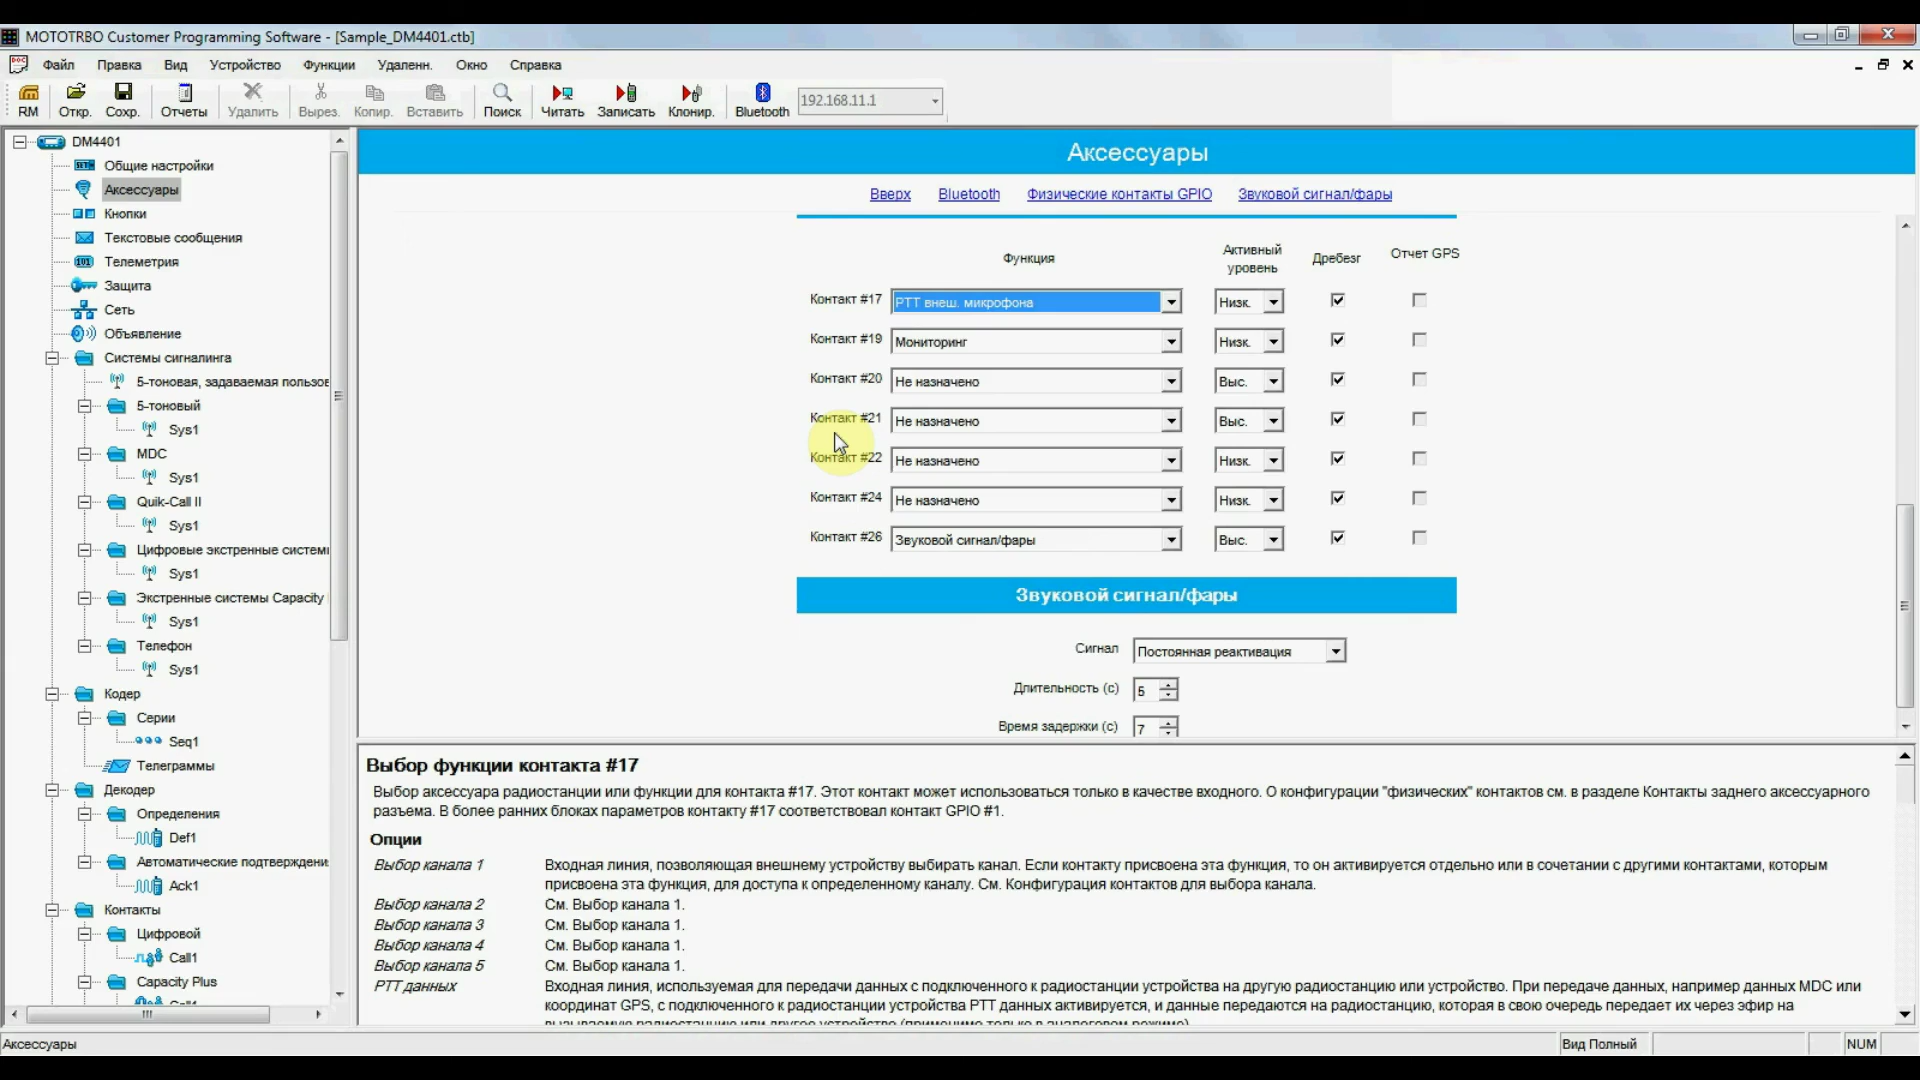 MOTOTRBO Customer Programming Software - [Sample_DM4401.ctb]
Файл Правка Вид Устройство Функции Удаленн. Окно Справка
RM Откр. Сохр. Отчеты Удалить Вырез. Копир. Вставить Поиск Читать Записать Клонир. Bluetooth 192.168.11.1
DM4401
Общие настройки
Аксессуары
Кнопки
Текстовые сообщения
Телеметрия
Защита
Сеть
Объявление
Системы сигналинга
5-тоновая, задаваемая пользов
5-тоновый
Sys1
MDC
Sys1
Quik-Call II
Sys1
Цифровые экстренные системы
Sys1
Экстренные системы Capacity
Sys1
Телефон
Sys1
Кодер
Серии
Seq1
Телеграммы
Декодер
Определения
Def1
Автоматические подтверждени
Ack1
Контакты
Цифровой
Call1
Capacity Plus
Аксессуары
Вверх Bluetooth Физические контакты GPIO Звуковой сигнал/фары
Функция Активный уровень Дребезг Отчет GPS
Контакт #17 PTT внеш. микрофона Низк.
Контакт #19 Мониторинг Низк.
Контакт #20 Не назначено Выс.
Контакт #21 Не назначено Выс.
Контакт #22 Не назначено Низк.
Контакт #24 Не назначено Низк.
Контакт #26 Звуковой сигнал/фары Выс.
Звуковой сигнал/фары
Сигнал Постоянная реактивация
Длительность (с) 5
Время задержки (с) 7
Выбор функции контакта #17
Выбор аксессуара радиостанции или функции для контакта #17. Этот контакт может использоваться только в качестве входного. О конфигурации "физических" контактов см. в разделе Контакты заднего аксессуарного
разъема. В более ранних блоках параметров контакту #17 соответствовал контакт GPIO #1.
Опции
Выбор канала 1 Входная линия, позволяющая внешнему устройству выбирать канал. Если контакту присвоена эта функция, то он активируется отдельно или в сочетании с другими контактами, которым
присвоена эта функция, для доступа к определенному каналу. См. Конфигурация контактов для выбора канала.
Выбор канала 2 См. Выбор канала 1.
Выбор канала 3 См. Выбор канала 1.
Выбор канала 4 См. Выбор канала 1.
Выбор канала 5 См. Выбор канала 1.
PTT данных Входная линия, используемая для передачи данных с подключенного к радиостанции устройства на другую радиостанцию или устройство. При передаче данных, например данных MDC или
координат GPS, с подключенного к радиостанции устройства PTT данных активируется, и данные передаются на радиостанцию, которая в свою очередь передает их через эфир на
вызываемую радиостанцию или другое устройство (применимо только в аналоговом режиме).
Аксессуары Вид Полный NUM